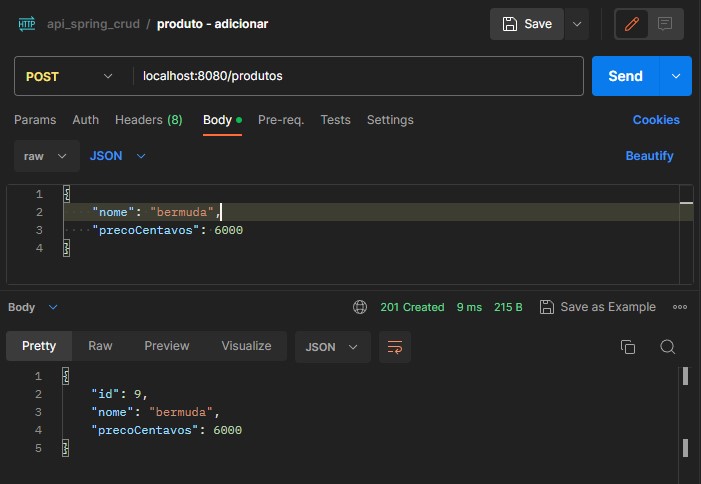 HTTP api_spring_crud / produto - adicionar Save
POST localhost:8080/produtos Send
Params Auth Headers (8) Body Pre-req. Tests Settings Cookies
raw JSON Beautify
1 {
2 "nome": "bermuda",
3 "precoCentavos": 6000
4 }
Body 201 Created 9 ms 215 B Save as Example
Pretty Raw Preview Visualize JSON
1 {
2 "id": 9,
3 "nome": "bermuda",
4 "precoCentavos": 6000
5 }